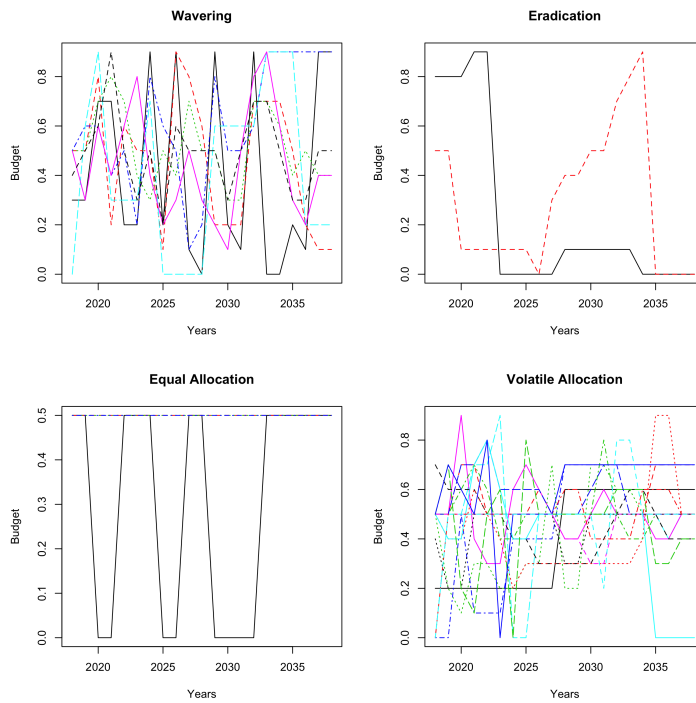 Wavering
Budget
0.0 0.2 0.4 0.6 0.8
2020 2025 2030 2035
Years
Eradication
Budget
0.0 0.2 0.4 0.6 0.8
2020 2025 2030 2035
Years
Equal Allocation
Budget
0.0 0.1 0.2 0.3 0.4 0.5
2020 2025 2030 2035
Years
Volatile Allocation
Budget
0.0 0.2 0.4 0.6 0.8
2020 2025 2030 2035
Years